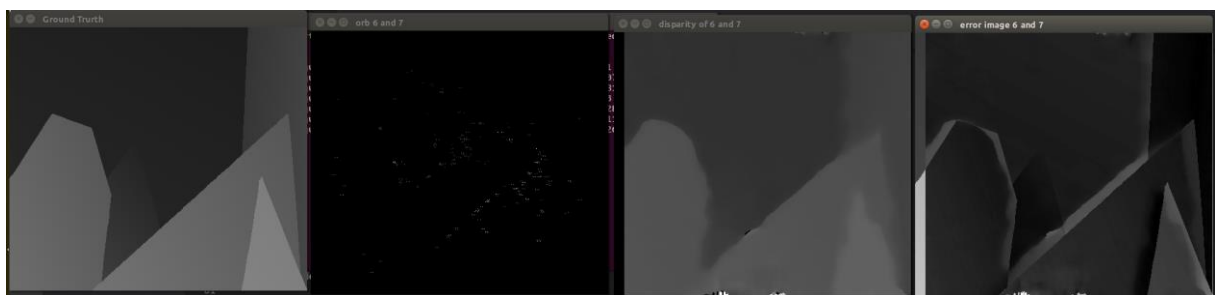 Ground Truth
orb 6 and 7
disparity of 6 and 7
error image 6 and 7